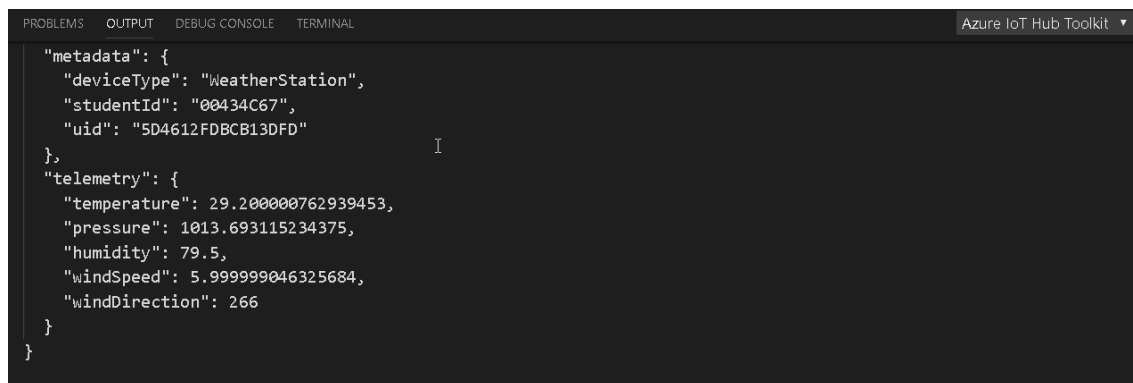 PROBLEMS OUTPUT DEBUG CONSOLE TERMINAL Azure IoT Hub Toolkit
"metadata": {
"deviceType": "WeatherStation",
"studentId": "00434C67",
"uid": "5D4612FDBCB13DFD"
},
"telemetry": {
"temperature": 29.200000762939453,
"pressure": 1013.693115234375,
"humidity": 79.5,
"windSpeed": 5.999999046325684,
"windDirection": 266
}
}